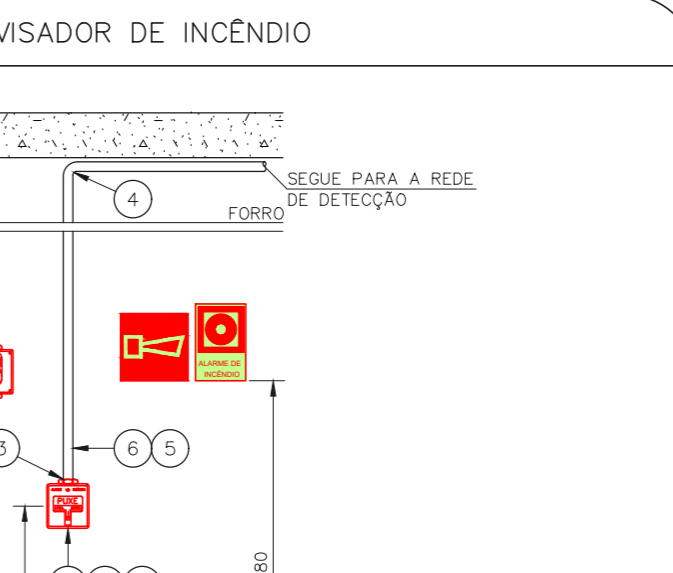 VISADOR DE INCÊNDIO
SEGUE PARA A REDE
DE DETECÇÃO
4
FORRO
ALARME DE
INCÊNDIO
3
6 5
PUXE
80